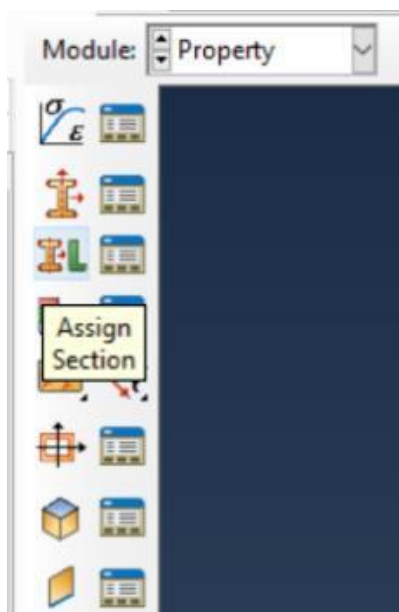 Module: Property
σ
ε
L
Assign
Section